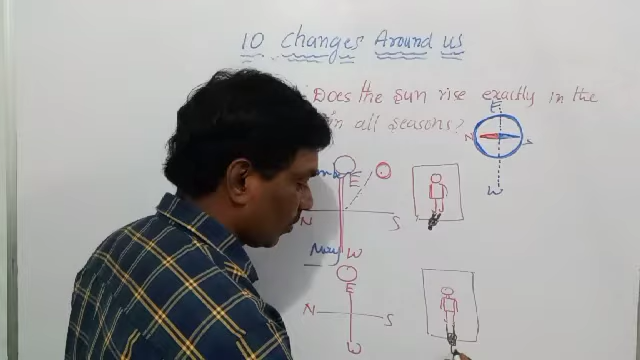 10 Changes Around us
Does the sun rise exactly in the
in all seasons?
E
N S
W
E
N S
May W
E
N S
W